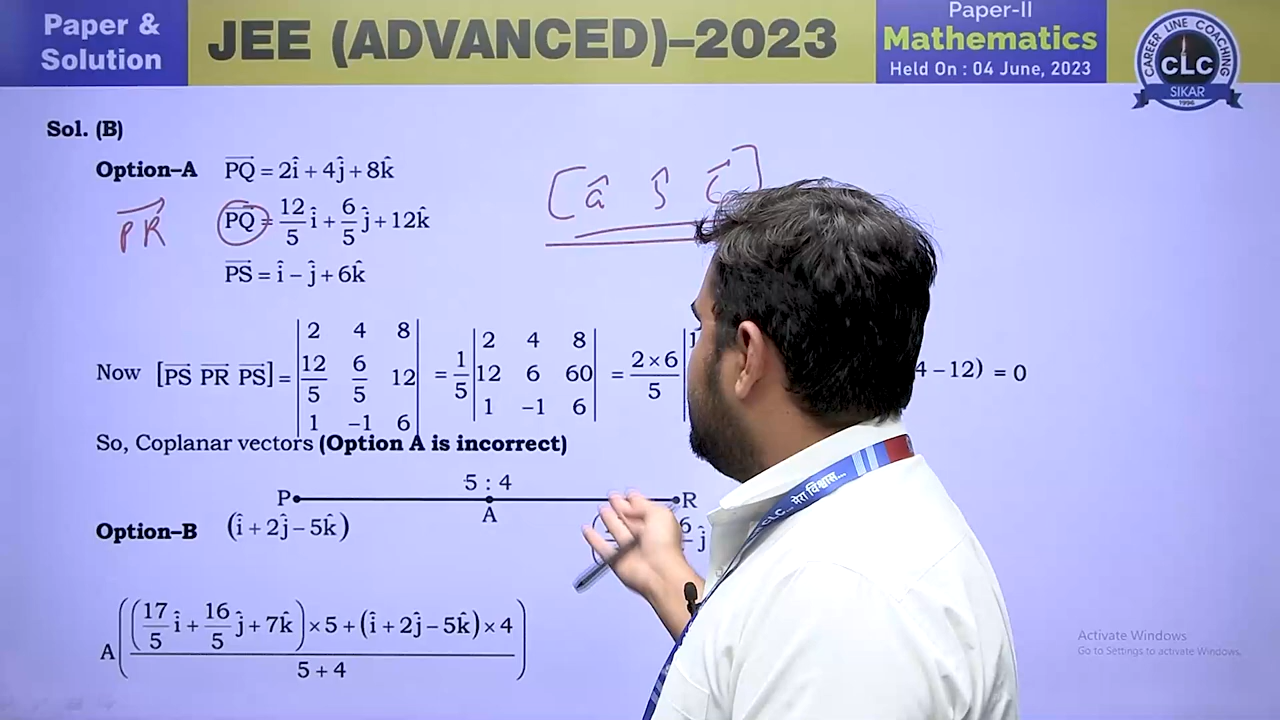 Paper &
Solution
JEE (ADVANCED)–2023
Paper-II
Mathematics
Held On : 04 June, 2023
CAREER LINE COACHING
CLC
SIKAR
1996
Sol. (B)
Option–A PQ⃗ = 2î + 4ĵ + 8k̂
PR⃗
PQ⃗ = 12/5 î + 6/5 ĵ + 12k̂
[â b̂ ĉ]
PS⃗ = î − ĵ + 6k̂
Now [PS⃗ PR⃗ PS⃗] = |2 4 8; 12/5 6/5 12; 1 −1 6| = 1/5 |2 4 8; 12 6 60; 1 −1 6| = 2×6/5 |1 4 − 12) = 0
So, Coplanar vectors (Option A is incorrect)
5 : 4
P A R
Option–B (î + 2ĵ − 5k̂) 6 ĵ
A( ((17/5 î + 16/5 ĵ + 7k̂) × 5 + (î + 2ĵ − 5k̂) × 4) / (5 + 4) )
CLC... मेरा विश्वास...
Activate Windows
Go to Settings to activate Windows.